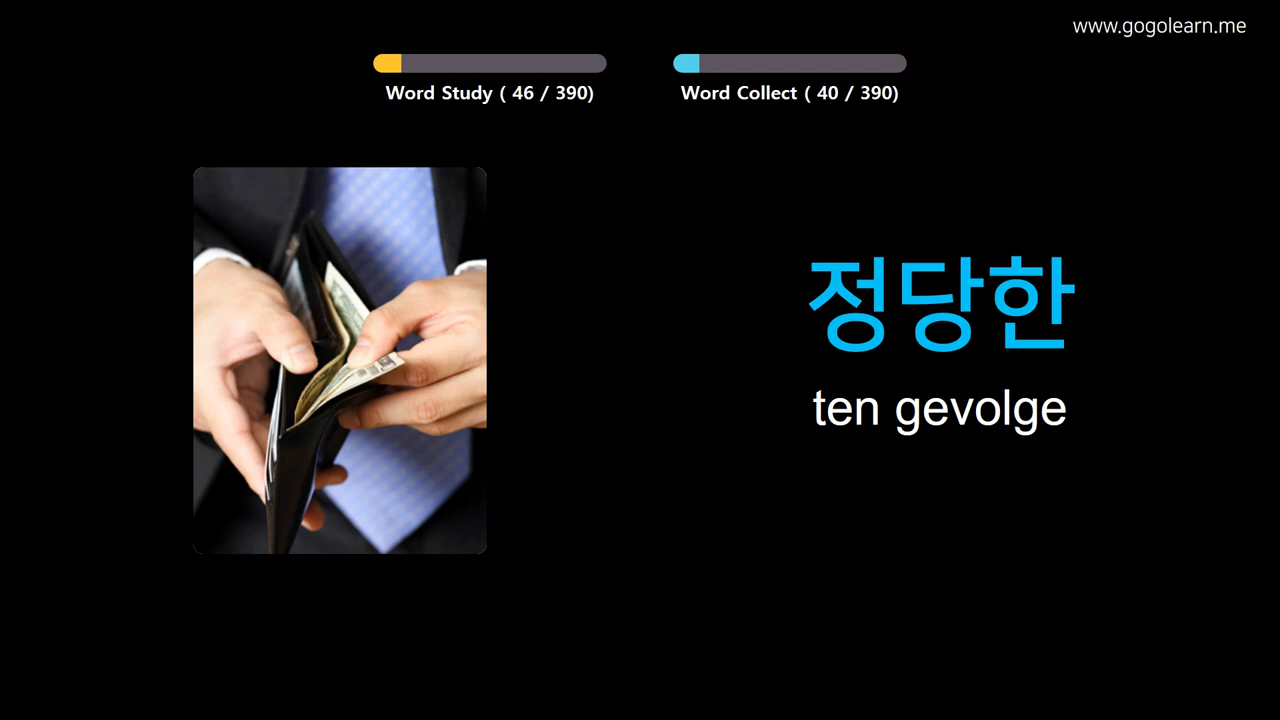 www.gogolearn.me
Word Study ( 46 / 390)
Word Collect ( 40 / 390)
정당한
ten gevolge